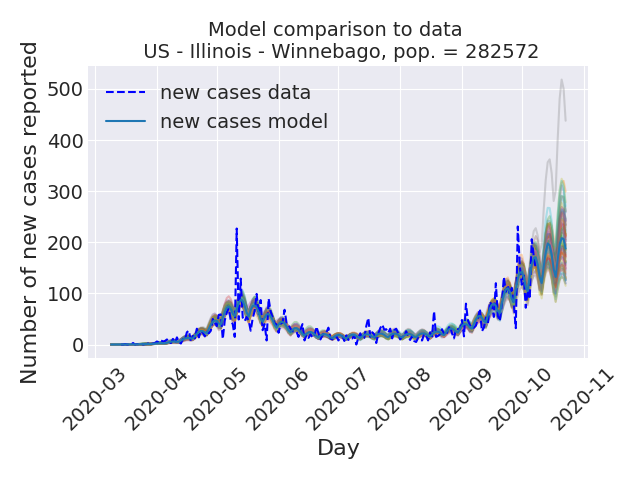 Model comparison to data
US - Illinois - Winnebago, pop. = 282572
Number of new cases reported
500
400
300
200
100
0
new cases data
new cases model
2020-03
2020-04
2020-05
2020-06
2020-07
2020-08
2020-09
2020-10
2020-11
Day